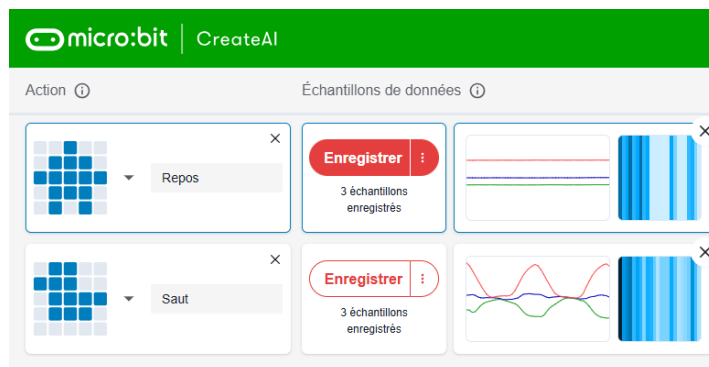 micro:bit CreateAI
Action Échantillons de données
Repos
Enregistrer
3 échantillons
enregistrés
Saut
Enregistrer
3 échantillons
enregistrés